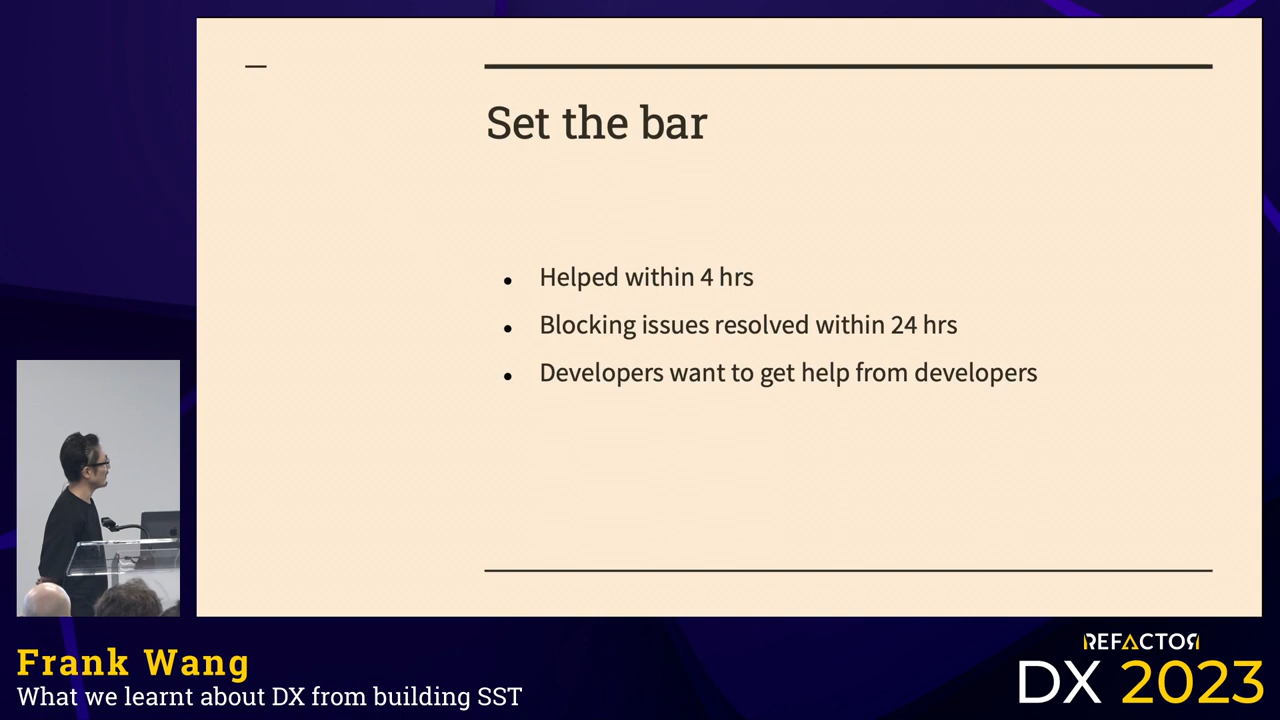 Set the bar
Helped within 4 hrs
Blocking issues resolved within 24 hrs
Developers want to get help from developers
Frank Wang
What we learnt about DX from building SST
REFACTOR
DX 2023